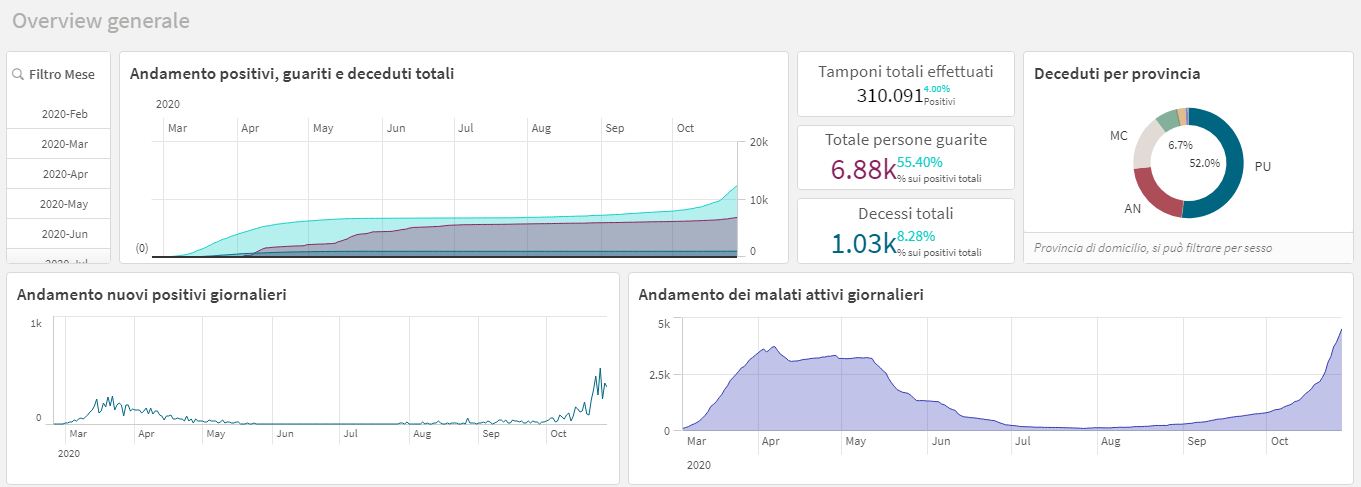 Overview generale
Filtro Mese
2020-Feb
2020-Mar
2020-Apr
2020-May
2020-Jun
2020-Jul
Andamento positivi, guariti e deceduti totali
2020
Mar Apr May Jun Jul Aug Sep Oct
20k
10k
0
(0)
Tamponi totali effettuati
310.091 4.00%
Positivi
Totale persone guarite
6.88k 55.40%
% sui positivi totali
Decessi totali
1.03k 8.28%
% sui positivi totali
Deceduti per provincia
MC
6.7%
52.0%
PU
AN
Provincia di domicilio, si può filtrare per sesso
Andamento nuovi positivi giornalieri
1k
0
Mar Apr May Jun Jul Aug Sep Oct
2020
Andamento dei malati attivi giornalieri
5k
2.5k
0
Mar Apr May Jun Jul Aug Sep Oct
2020